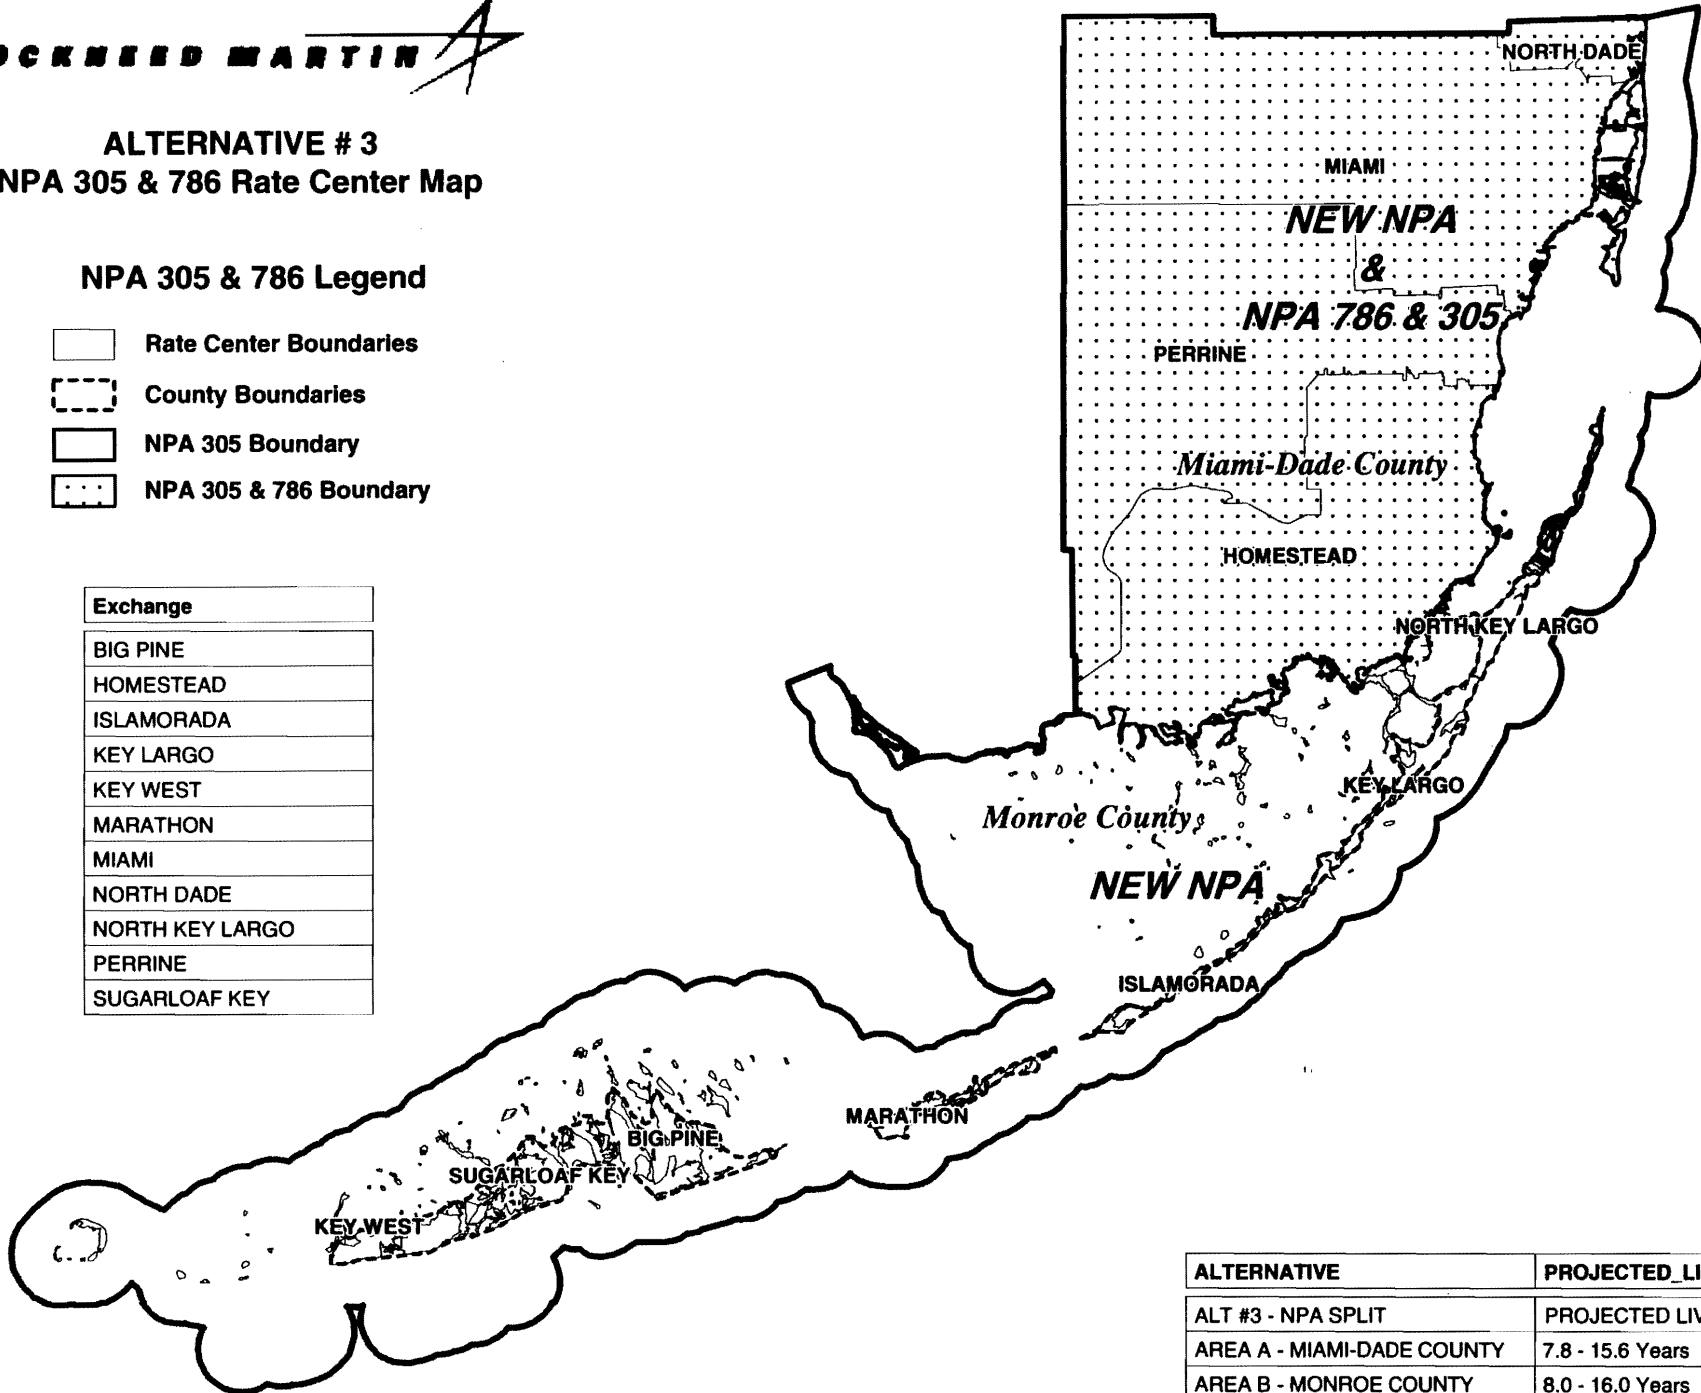 MARTIN
ALTERNATIVE # 3
NPA 305 & 786 Rate Center Map
NPA 305 & 786 Legend
Rate Center Boundaries
County Boundaries
NPA 305 Boundary
NPA 305 & 786 Boundary
Exchange
BIG PINE
HOMESTEAD
ISLAMORADA
KEY LARGO
KEY WEST
MARATHON
MIAMI
NORTH DADE
NORTH KEY LARGO
PERRINE
SUGARLOAF KEY
NORTH DADE
MIAMI
NEW NPA
&
NPA 786 & 305
PERRINE
Miami-Dade County
HOMESTEAD
NORTH KEY LARGO
KEY LARGO
Monroe County
NEW NPA
ISLAMORADA
MARATHON
BIG PINE
SUGARLOAF KEY
KEY WEST
ALTERNATIVE PROJECTED_LI
ALT #3 - NPA SPLIT PROJECTED LIV
AREA A - MIAMI-DADE COUNTY 7.8 - 15.6 Years
AREA B - MONROE COUNTY 8.0 - 16.0 Years